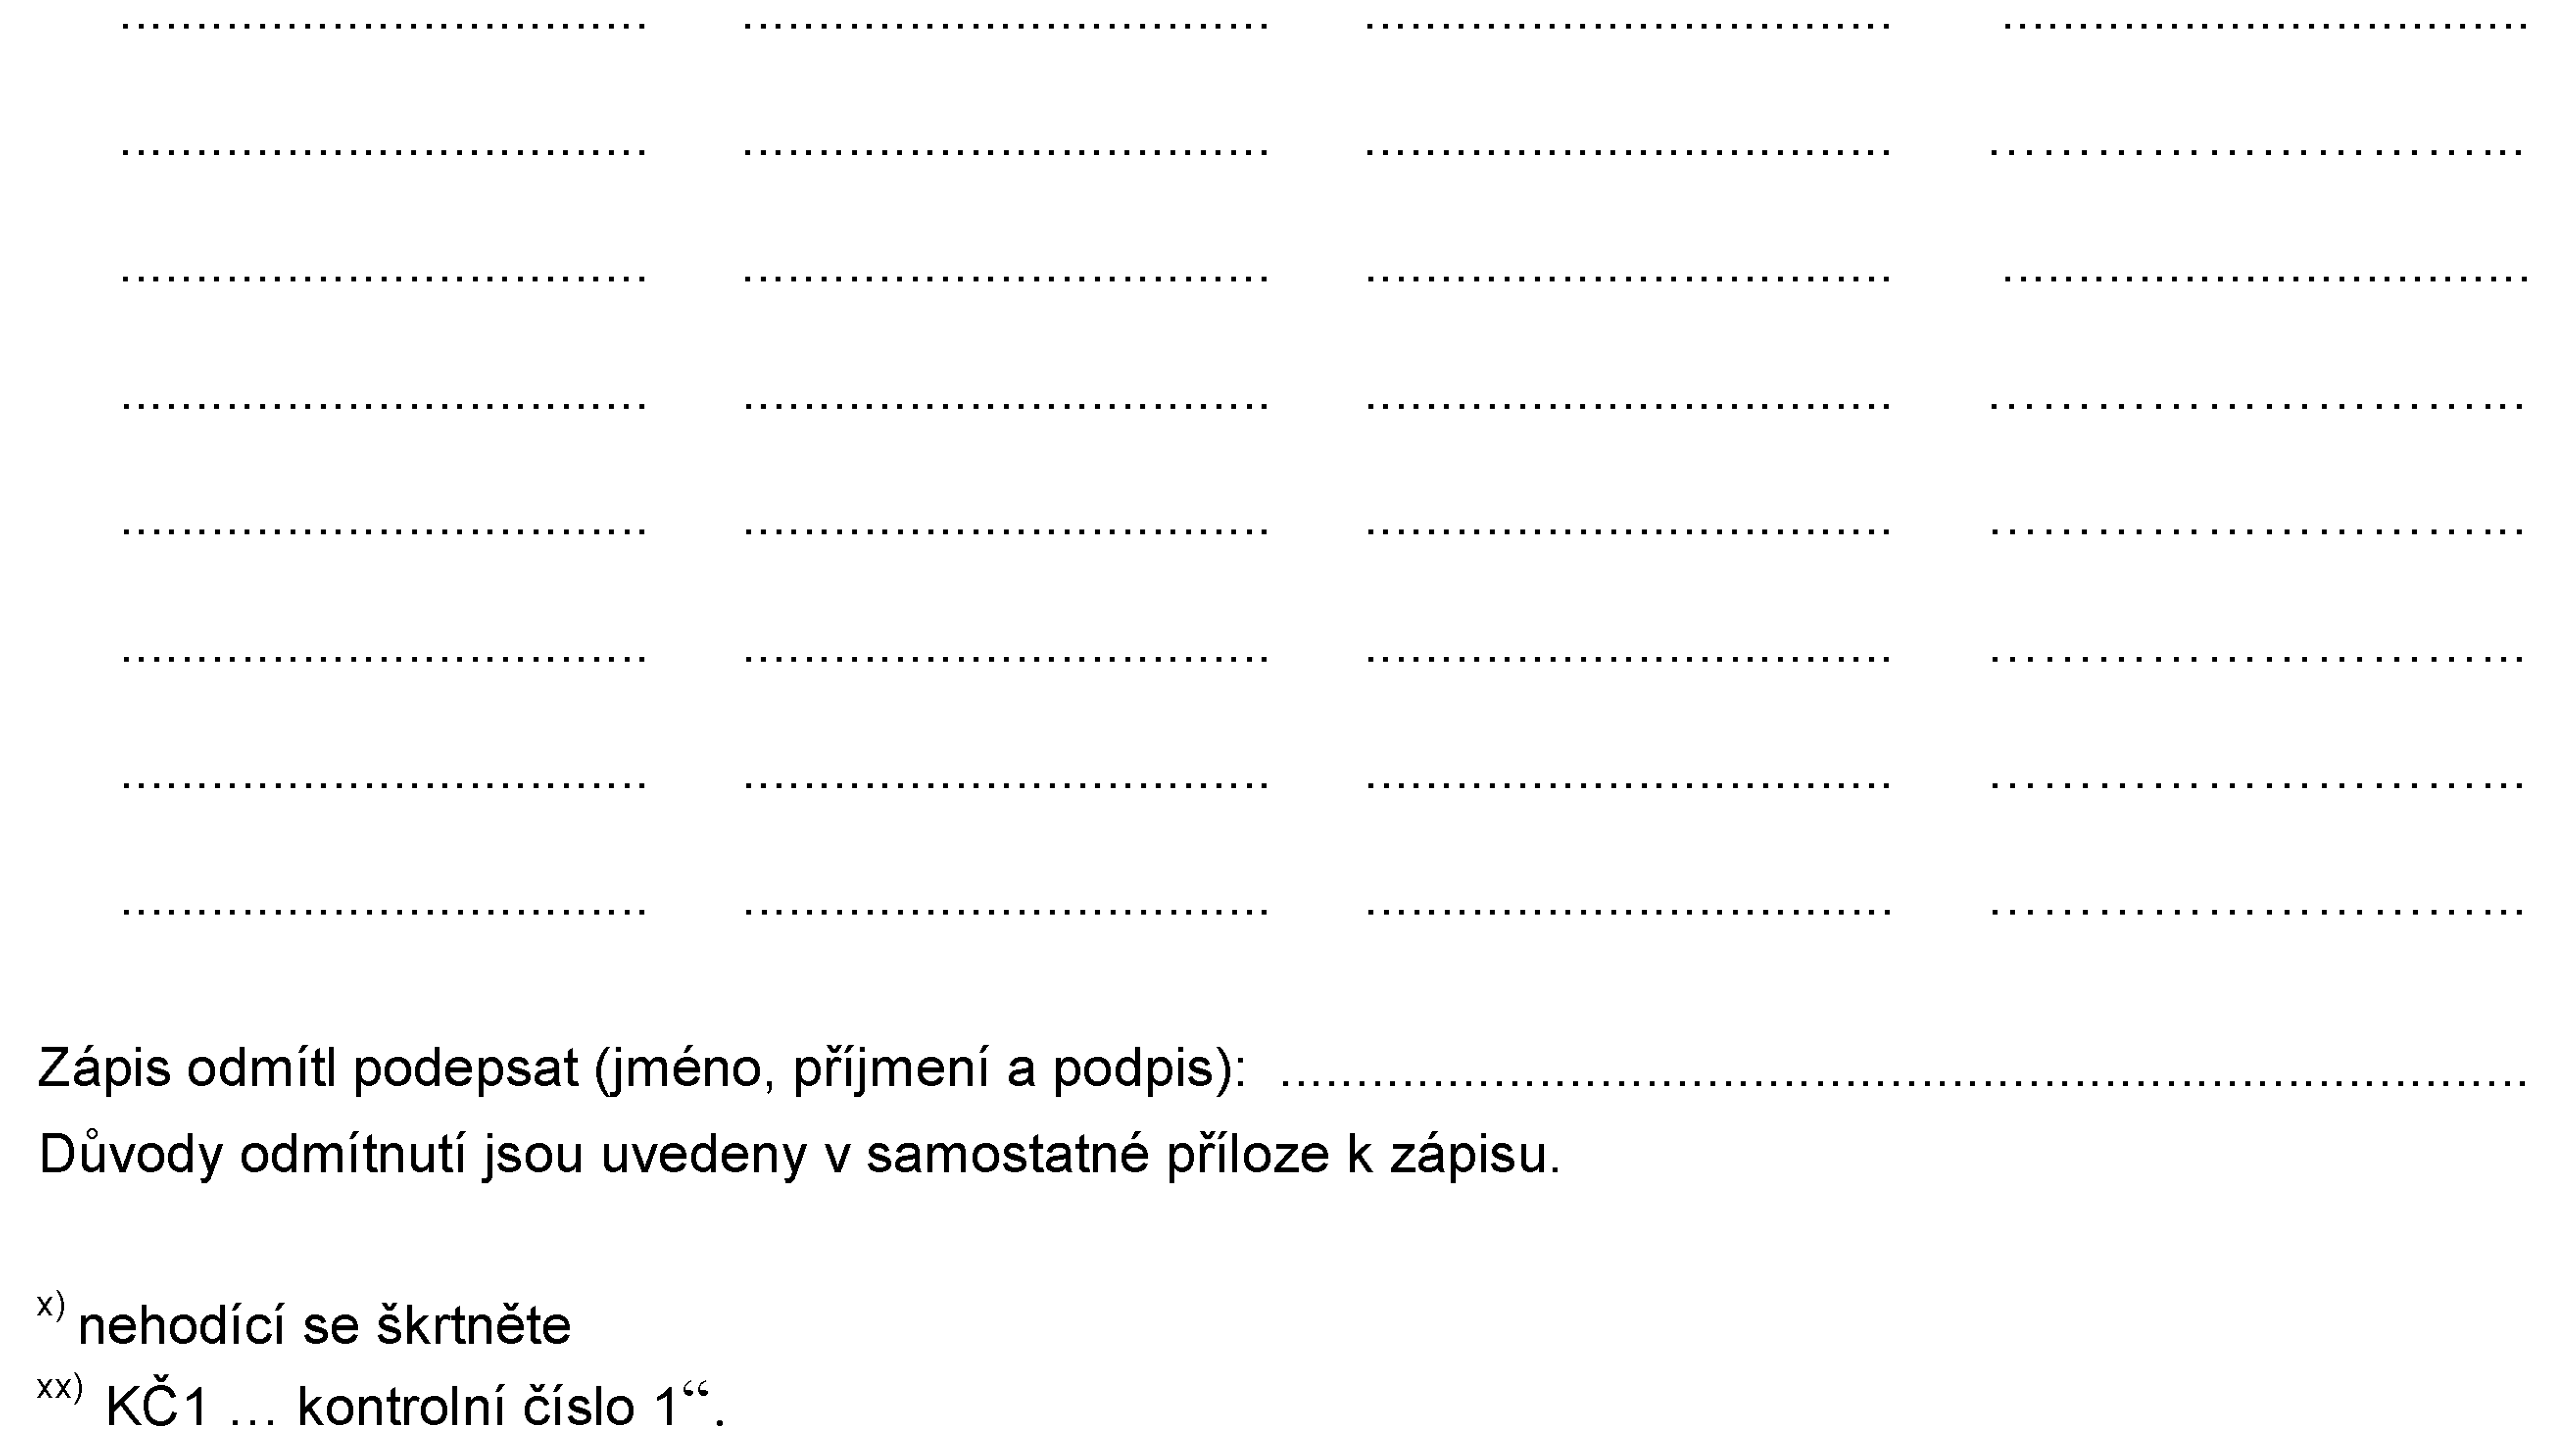 ................................... ................................... ................................... ...................................
................................... ................................... ................................... ..............................
................................... ................................... ................................... ...................................
................................... ................................... ................................... ..............................
................................... ................................... ................................... ..............................
................................... ................................... ................................... ..............................
................................... ................................... ................................... ..............................
................................... ................................... ................................... ..............................
Zápis odmítl podepsat (jméno, příjmení a podpis): ...................................................................................
Důvody odmítnutí jsou uvedeny v samostatné příloze k zápisu.
x) nehodící se škrtněte
xx) KČ1 … kontrolní číslo 1“.